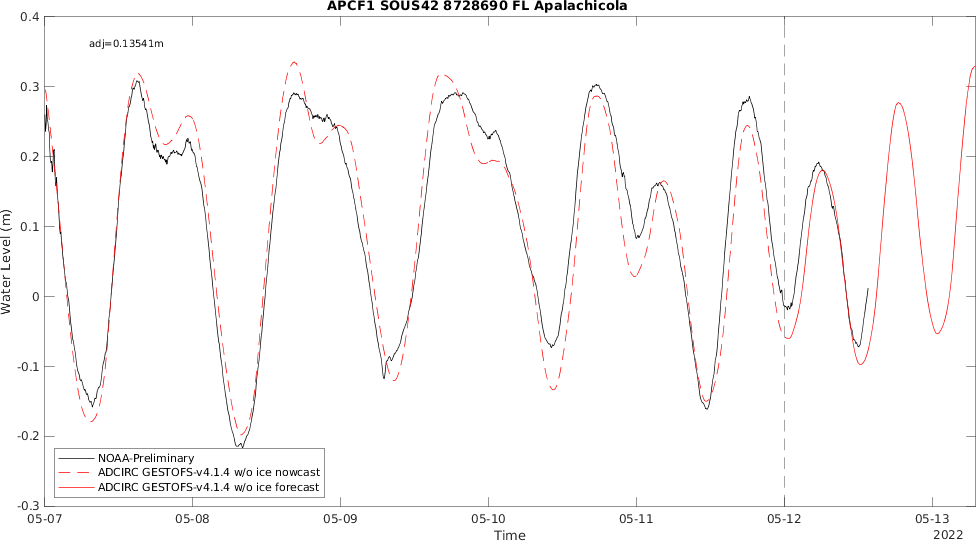 APCF1 SOUS42 8728690 FL Apalachicola
adj=0.13541m
0.4
0.3
0.2
0.1
0
-0.1
-0.2
-0.3
Water Level (m)
NOAA-Preliminary
ADCIRC GESTOFS-v4.1.4 w/o ice nowcast
ADCIRC GESTOFS-v4.1.4 w/o ice forecast
05-07 05-08 05-09 05-10 05-11 05-12 05-13
Time
2022